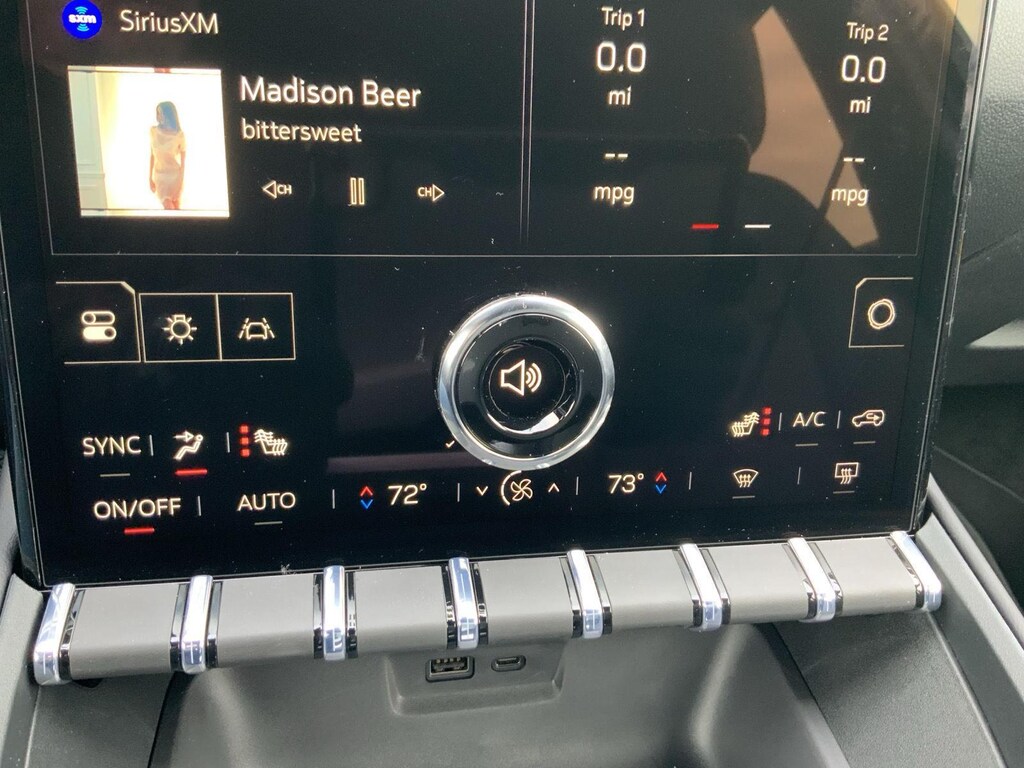 sxm SiriusXM
Madison Beer
bittersweet
CH
CH
Trip 1
0.0
mi
--
mpg
Trip 2
0.0
mi
--
mpg
SYNC
A/C
ON/OFF
AUTO
72°
73°